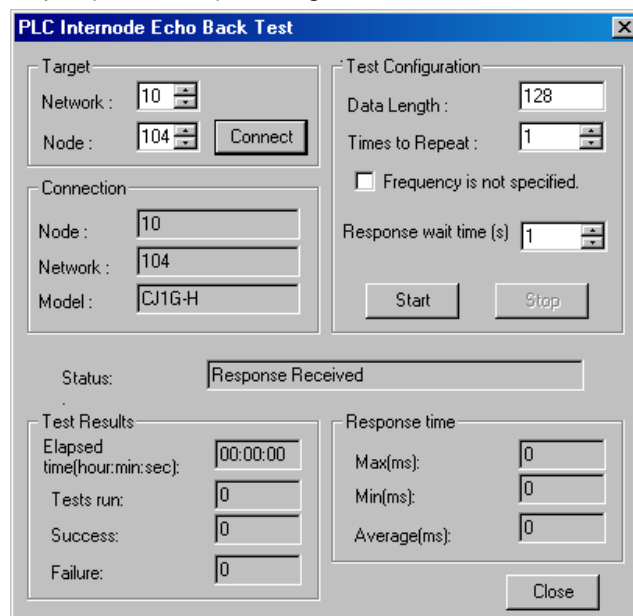 PLC Internode Echo Back Test
Target
Network : 10
Node : 104 Connect
Connection
Node : 10
Network : 104
Model : CJ1G-H
Test Configuration
Data Length : 128
Times to Repeat : 1
Frequency is not specified.
Response wait time (s) 1
Start Stop
Status: Response Received
Test Results
Elapsed
time(hour:min:sec): 00:00:00
Tests run: 0
Success: 0
Failure: 0
Response time
Max(ms): 0
Min(ms): 0
Average(ms): 0
Close